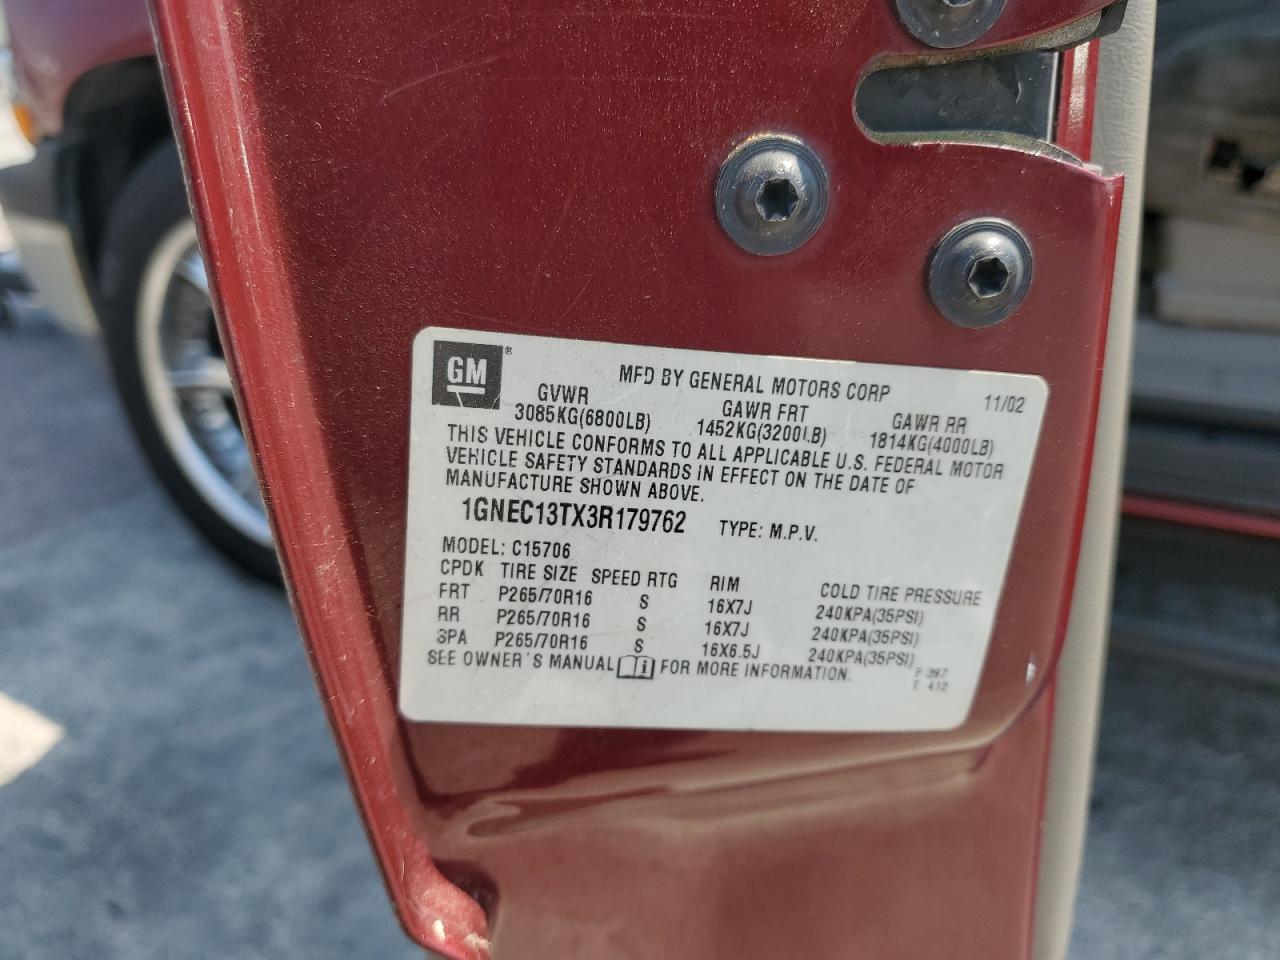 GM ®
MFD BY GENERAL MOTORS CORP 11/02
GVWR GAWR FRT GAWR RR
3085KG(6800LB) 1452KG(3200LB) 1814KG(4000LB)
THIS VEHICLE CONFORMS TO ALL APPLICABLE U.S. FEDERAL MOTOR
VEHICLE SAFETY STANDARDS IN EFFECT ON THE DATE OF
MANUFACTURE SHOWN ABOVE.
1GNEC13TX3R179762 TYPE: M.P.V.
MODEL: C15706
CPDK TIRE SIZE SPEED RTG RIM COLD TIRE PRESSURE
FRT P265/70R16 S 16X7J 240KPA(35PSI)
RR P265/70R16 S 16X7J 240KPA(35PSI)
SPA P265/70R16 S 16X6.5J 240KPA(35PSI)
SEE OWNER'S MANUAL i FOR MORE INFORMATION.
F 397
T 412